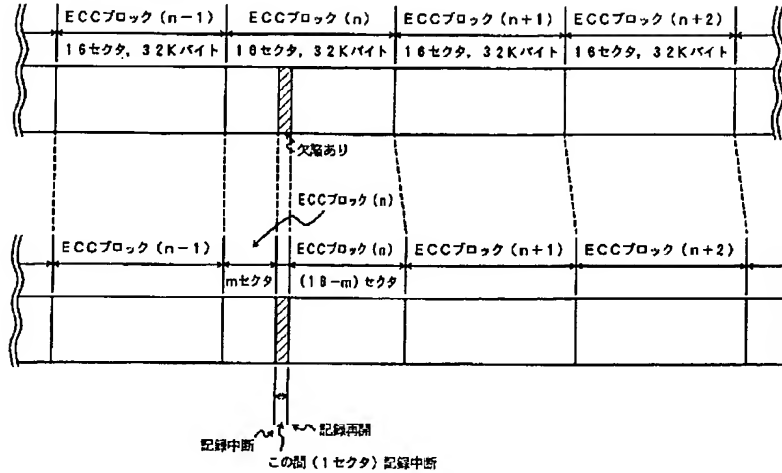 ECCブロック (n－1) ECCブロック (n) ECCブロック (n＋1) ECCブロック (n＋2)
16セクタ, 32Kバイト 16セクタ, 32Kバイト 16セクタ, 32Kバイト 16セクタ, 32Kバイト
欠陥あり
ECCブロック (n)
ECCブロック (n－1) ECCブロック (n) ECCブロック (n＋1) ECCブロック (n＋2)
mセクタ (16－m) セクタ
記録中断 記録再開
この間 (1セクタ) 記録中断